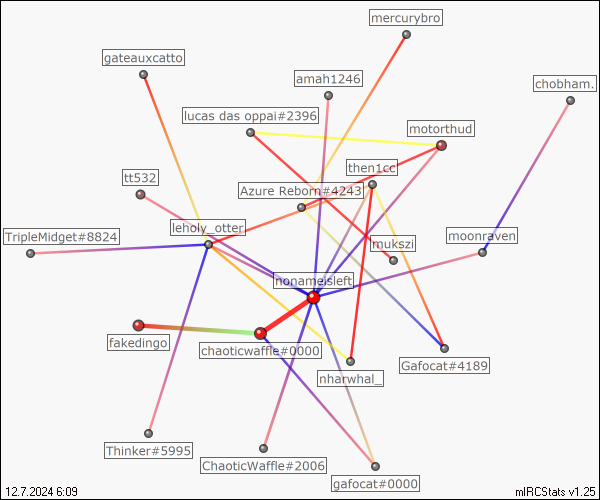 mercurybro
gateauxcatto
amah1246
chobham.
lucas das oppai#2396
motorthud
then1cc
tt532
Azure Reborn#4243
leholy_otter
TripleMidget#8824
moonraven
mukszi
nonameisleft
fakedingo
chaoticwaffle#0000
Gafocat#4189
nharwhal_
Thinker#5995
ChaoticWaffle#2006
gafocat#0000
12.7.2024 6:09
mIRCStats v1.25